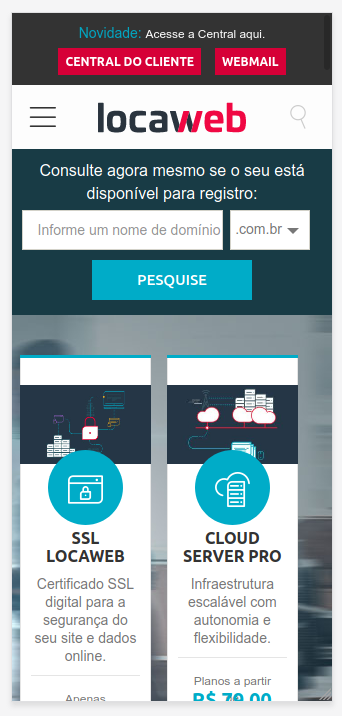 Novidade: Acesse a Central aqui.
CENTRAL DO CLIENTE WEBMAIL
locaweb
Consulte agora mesmo se o seu está
disponível para registro:
Informe um nome de domínio .com.br
PESQUISE
SSL
LOCAWEB
Certificado SSL
digital para a
segurança do
seu site e dados
online.
Apenas
CLOUD
SERVER PRO
Infraestrutura
escalável com
autonomia e
flexibilidade.
Planos a partir
R$ 70,00